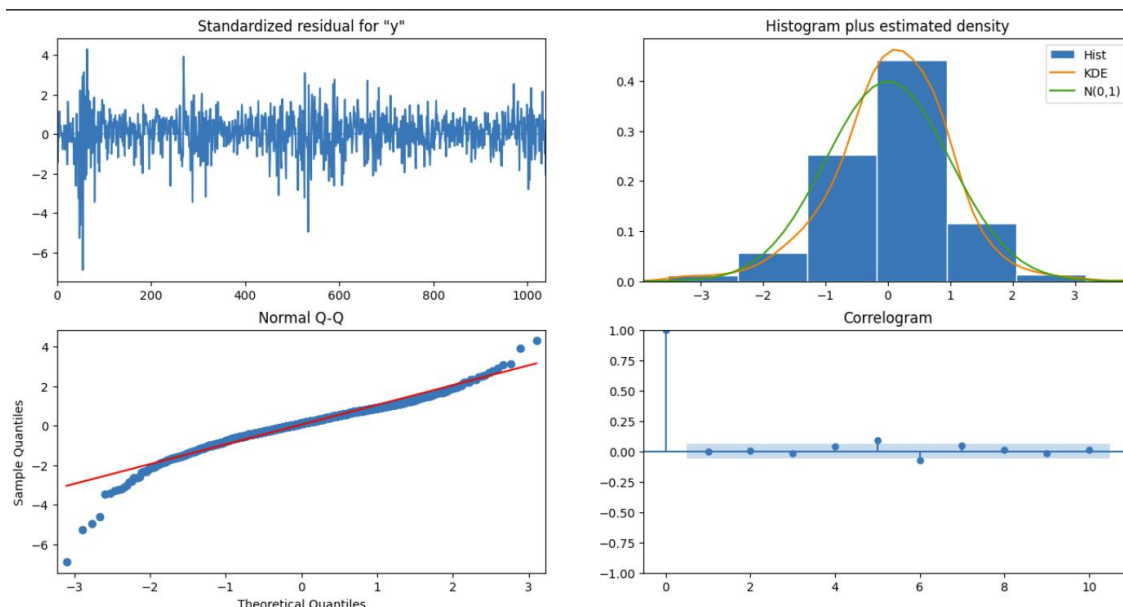 Standardized residual for "y"
4
2
0
−2
−4
−6
0 200 400 600 800 1000
Histogram plus estimated density
Hist
KDE
N(0,1)
0.4
0.3
0.2
0.1
0.0
−3 −2 −1 0 1 2 3
Normal Q-Q
Sample Quantiles
4
2
0
−2
−4
−6
−3 −2 −1 0 1 2 3
Theoretical Quantiles
Correlogram
1.00
0.75
0.50
0.25
0.00
−0.25
−0.50
−0.75
−1.00
0 2 4 6 8 10